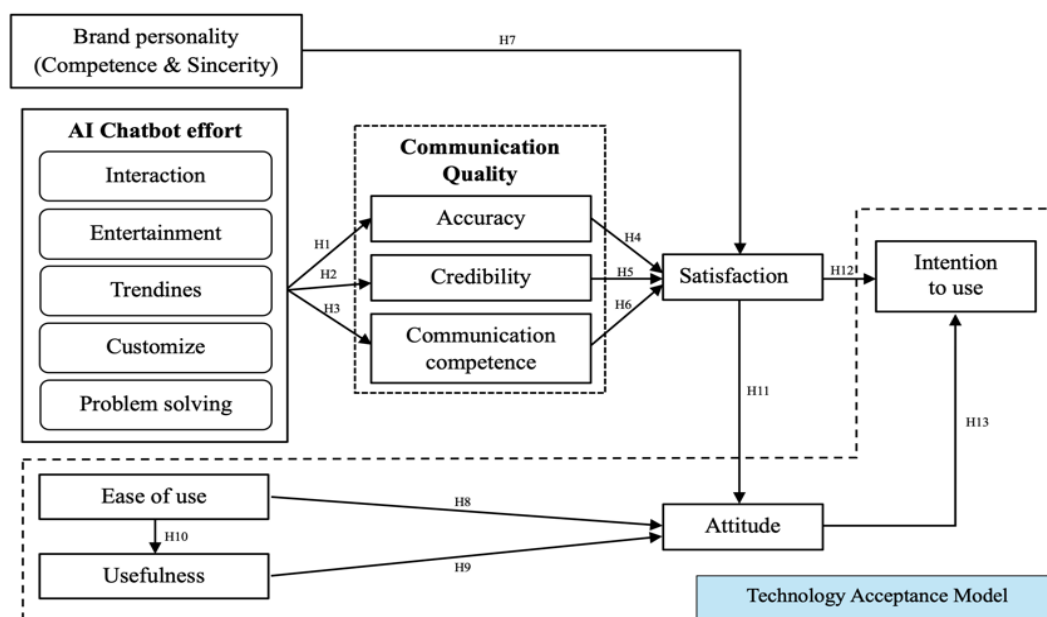 Brand personality
(Competence & Sincerity)
H7
AI Chatbot effort
Interaction
Entertainment
Trendines
Customize
Problem solving
H1
H2
H3
Communication
Quality
Accuracy
Credibility
Communication
competence
H4
H5
H6
Satisfaction
H12
Intention
to use
H11
H13
Ease of use
H10
Usefulness
H8
H9
Attitude
Technology Acceptance Model